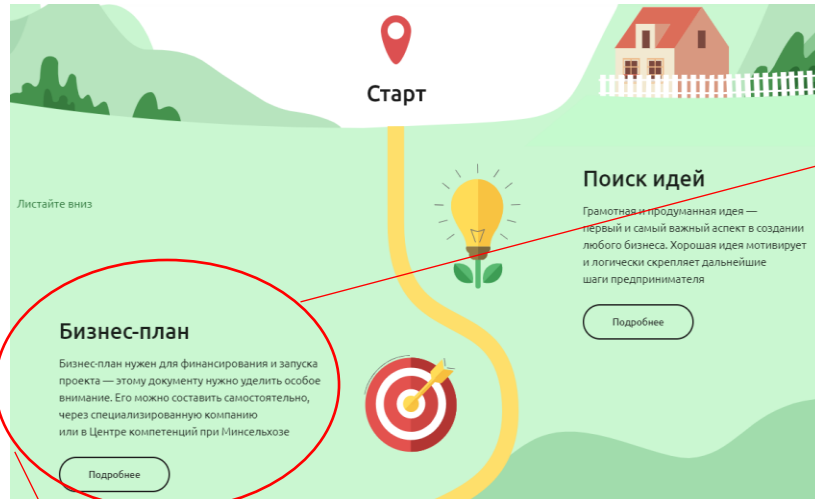 Старт
Поиск идей
Грамотная и продуманная идея —
первый и самый важный аспект в создании
любого бизнеса. Хорошая идея мотивирует
и логически скрепляет дальнейшие
шаги предпринимателя
Подробнее
Листайте вниз
Бизнес-план
Бизнес-план нужен для финансирования и запуска
проекта — этому документу нужно уделить особое
внимание. Его можно составить самостоятельно,
через специализированную компанию
или в Центре компетенций при Минсельхозе
Подробнее